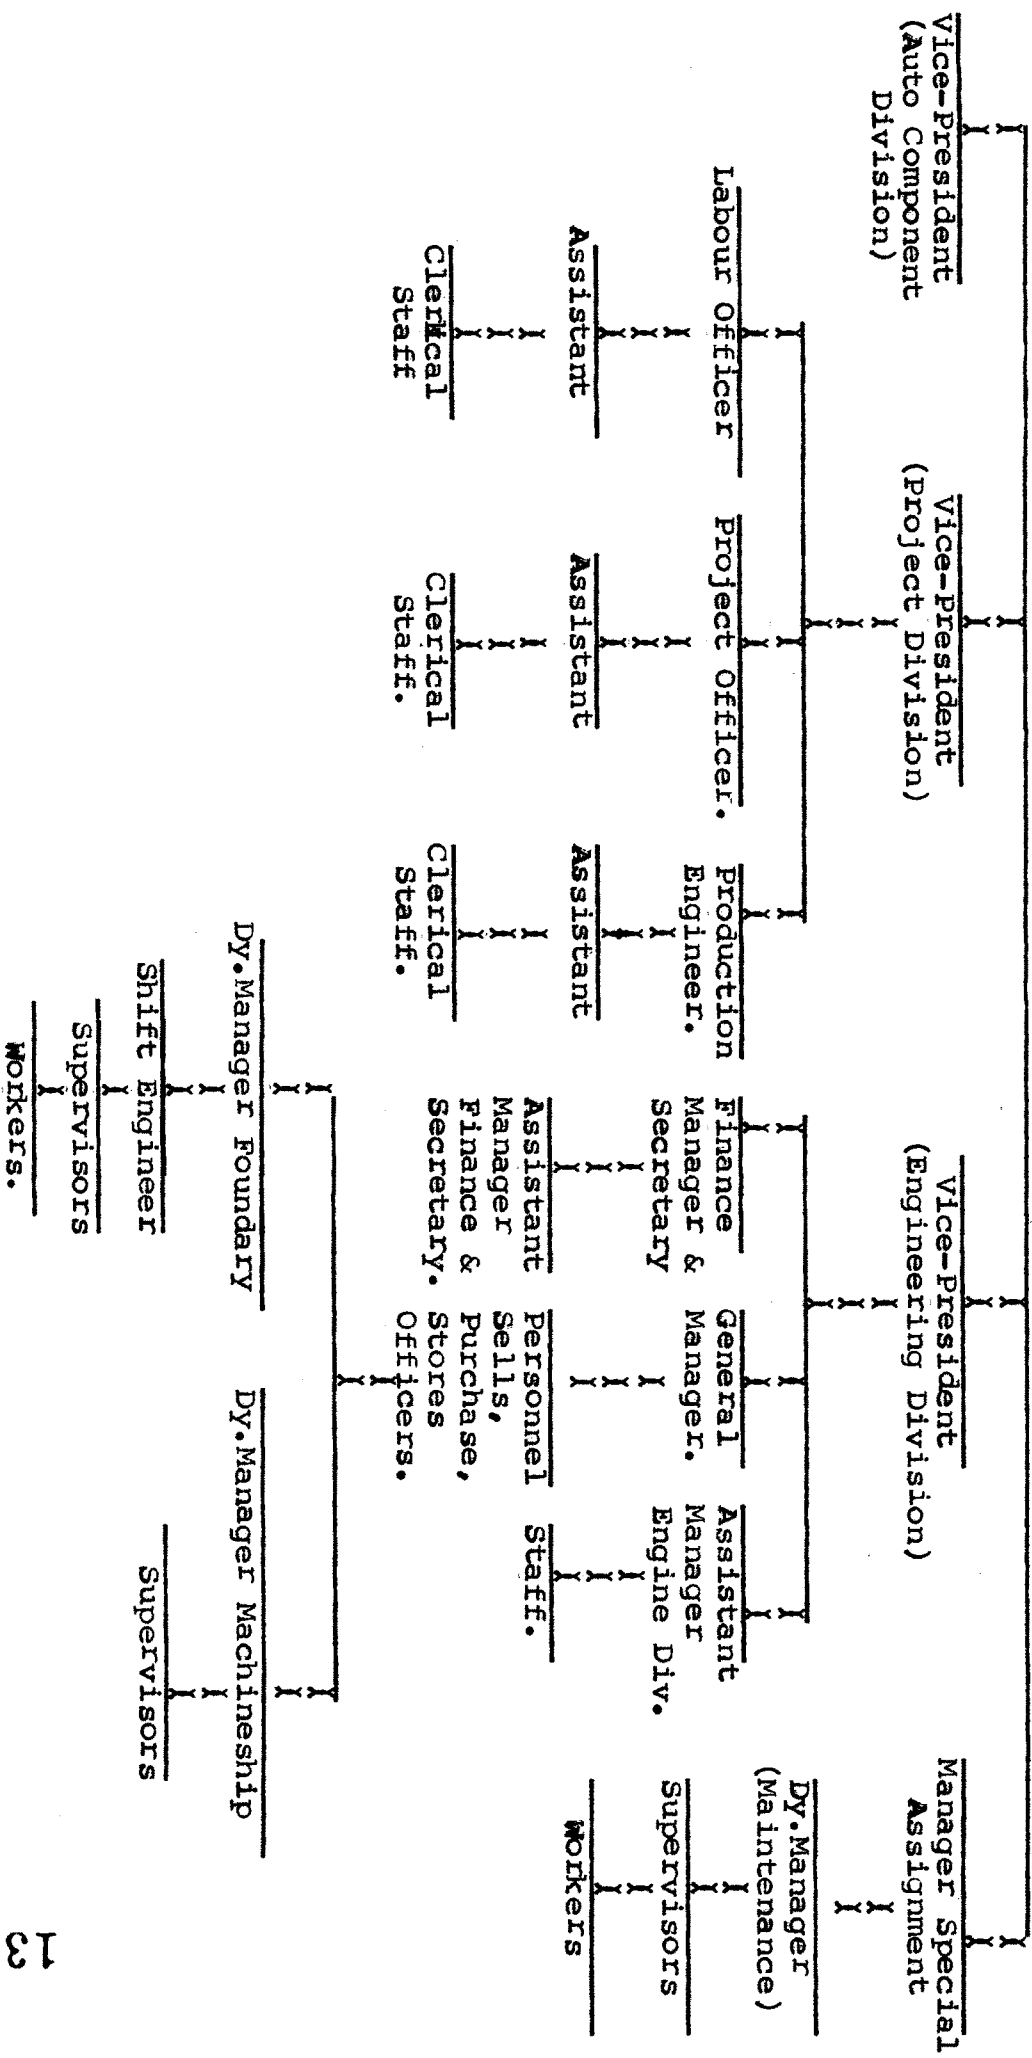 Vice-President
(Auto Component
Division)
Vice-President
(Project Division)
Vice-President
(Engineering Division)
Manager Special
Assignment
Labour Officer
Project Officer.
Production
Engineer.
Finance
Manager &
Secretary
General
Manager.
Assistant
Manager
Engine Div.
Dy.Manager
(Maintenance)
Assistant
Assistant
Assistant
Assistant
Manager
Finance &
Secretary.
Personnel
Sells,
Purchase,
Stores
Officers.
Staff.
Supervisors
Clerical
Staff
Clerical
Staff.
Clerical
Staff.
Workers
Dy.Manager Foundary
Dy.Manager Machineship
Shift Engineer
Supervisors
Supervisors
Workers.
13